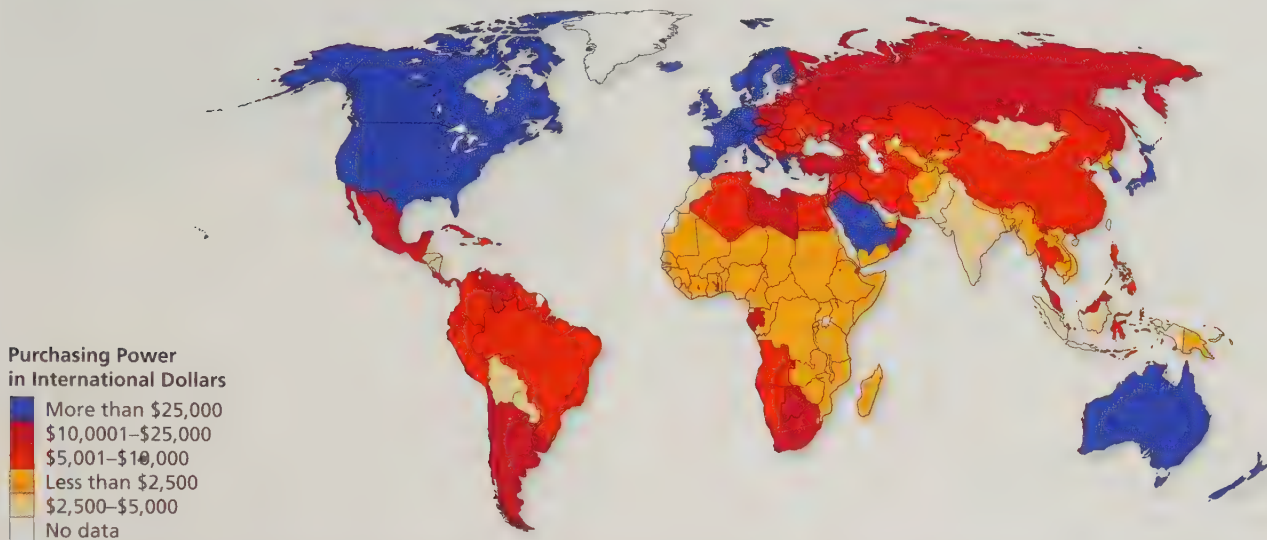 Purchasing Power
in International Dollars
More than $25,000
$10,0001–$25,000
$5,001–$10,000
Less than $2,500
$2,500–$5,000
No data